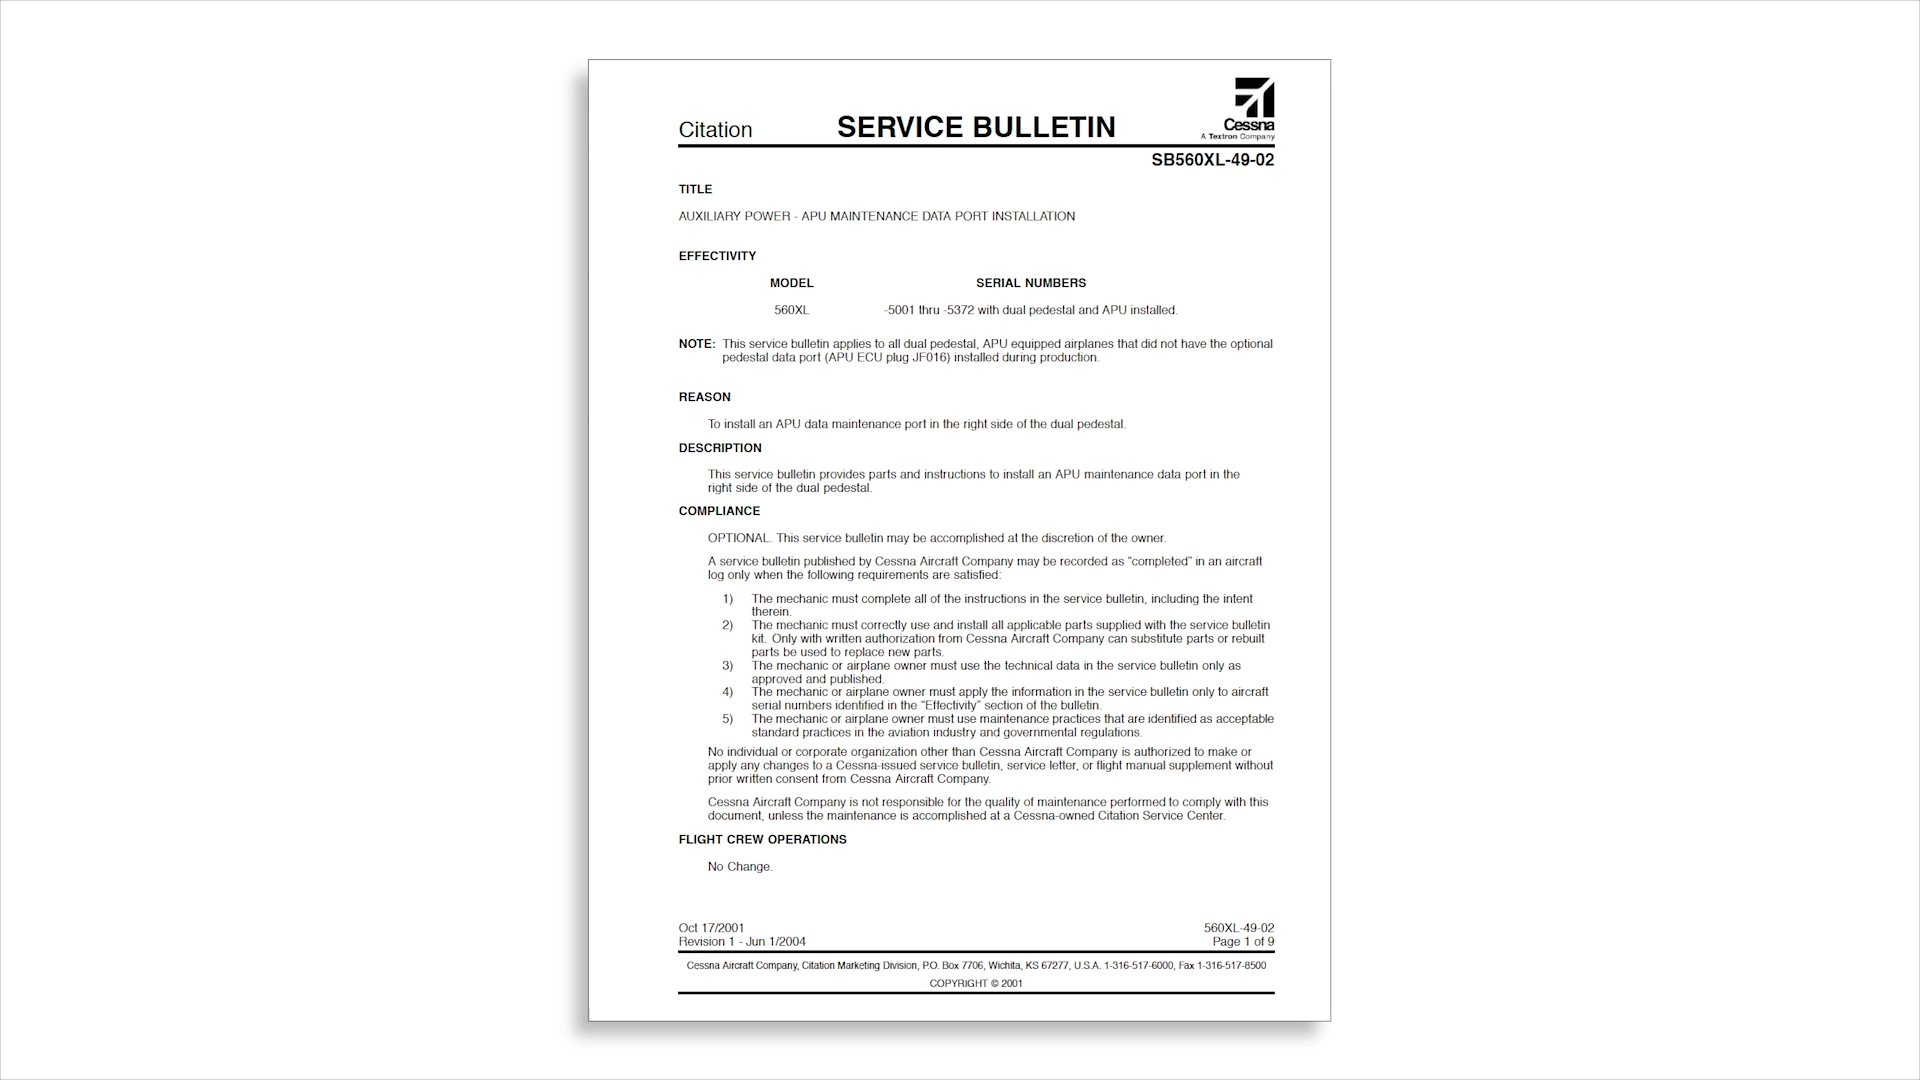 Citation
SERVICE BULLETIN
Cessna
A Textron Company
SB560XL-49-02
TITLE
AUXILIARY POWER - APU MAINTENANCE DATA PORT INSTALLATION
EFFECTIVITY
MODEL SERIAL NUMBERS
560XL -5001 thru -5372 with dual pedestal and APU installed.
NOTE: This service bulletin applies to all dual pedestal, APU equipped airplanes that did not have the optional
pedestal data port (APU ECU plug JF016) installed during production.
REASON
To install an APU data maintenance port in the right side of the dual pedestal.
DESCRIPTION
This service bulletin provides parts and instructions to install an APU maintenance data port in the
right side of the dual pedestal.
COMPLIANCE
OPTIONAL. This service bulletin may be accomplished at the discretion of the owner.
A service bulletin published by Cessna Aircraft Company may be recorded as “completed” in an aircraft
log only when the following requirements are satisfied:
1) The mechanic must complete all of the instructions in the service bulletin, including the intent
therein.
2) The mechanic must correctly use and install all applicable parts supplied with the service bulletin
kit. Only with written authorization from Cessna Aircraft Company can substitute parts or rebuilt
parts be used to replace new parts.
3) The mechanic or airplane owner must use the technical data in the service bulletin only as
approved and published.
4) The mechanic or airplane owner must apply the information in the service bulletin only to aircraft
serial numbers identified in the “Effectivity” section of the bulletin.
5) The mechanic or airplane owner must use maintenance practices that are identified as acceptable
standard practices in the aviation industry and governmental regulations.
No individual or corporate organization other than Cessna Aircraft Company is authorized to make or
apply any changes to a Cessna-issued service bulletin, service letter, or flight manual supplement without
prior written consent from Cessna Aircraft Company.
Cessna Aircraft Company is not responsible for the quality of maintenance performed to comply with this
document, unless the maintenance is accomplished at a Cessna-owned Citation Service Center.
FLIGHT CREW OPERATIONS
No Change.
Oct 17/2001 560XL-49-02
Revision 1 - Jun 1/2004 Page 1 of 9
Cessna Aircraft Company, Citation Marketing Division, P.O. Box 7706, Wichita, KS 67277, U.S.A. 1-316-517-6000, Fax 1-316-517-8500
COPYRIGHT © 2001